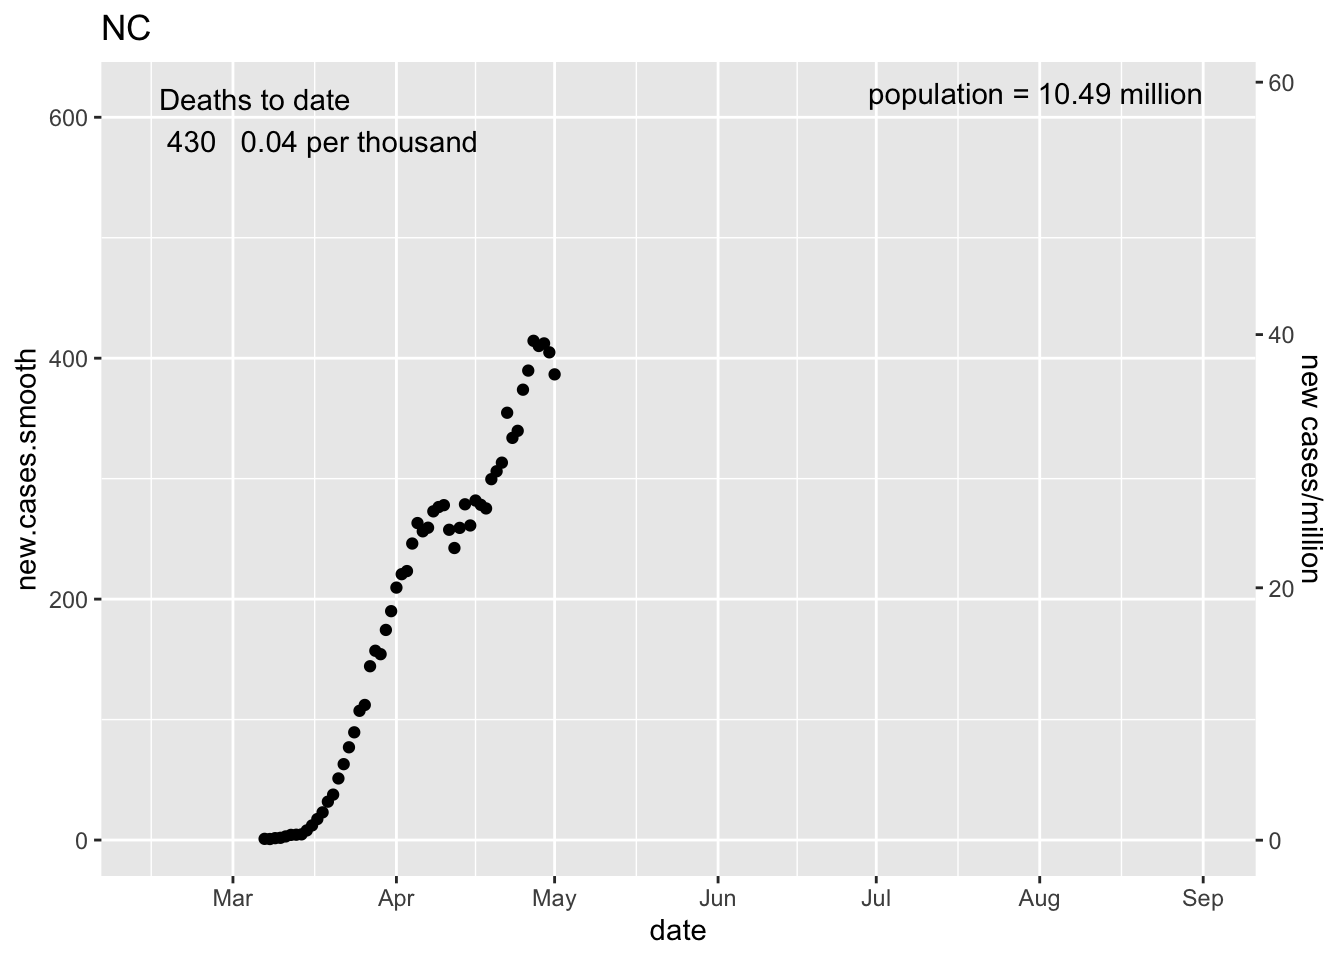 NC
Deaths to date
430 0.04 per thousand
population = 10.49 million
600
400
200
0
new.cases.smooth
60
40
20
0
new cases/million
Mar Apr May Jun Jul Aug Sep
date